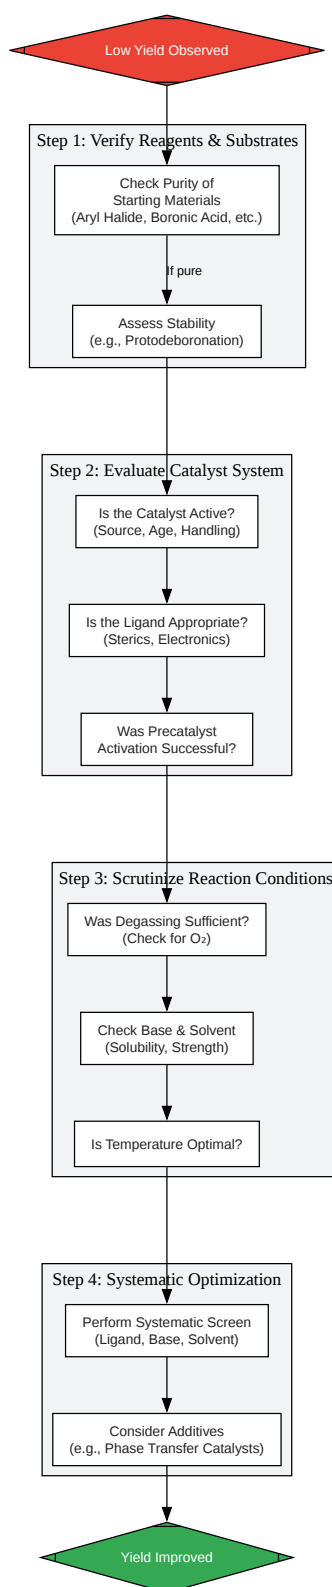 Low Yield Observed
Step 1: Verify Reagents & Substrates
Check Purity of
Starting Materials
(Aryl Halide, Boronic Acid, etc.)
If pure
Assess Stability
(e.g., Protodeboronation)
Step 2: Evaluate Catalyst System
Is the Catalyst Active?
(Source, Age, Handling)
Is the Ligand Appropriate?
(Sterics, Electronics)
Was Precatalyst
Activation Successful?
Step 3: Scrutinize Reaction Conditions
Was Degassing Sufficient?
(Check for O₂)
Check Base & Solvent
(Solubility, Strength)
Is Temperature Optimal?
Step 4: Systematic Optimization
Perform Systematic Screen
(Ligand, Base, Solvent)
Consider Additives
(e.g., Phase Transfer Catalysts)
Yield Improved